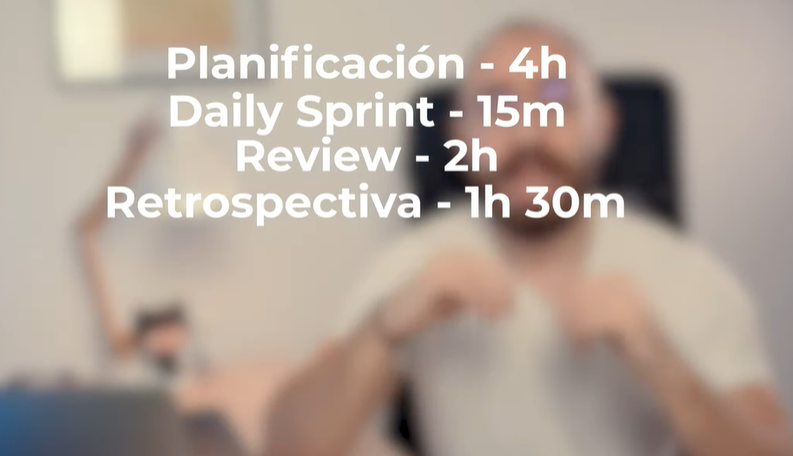 Planificación - 4h
Daily Sprint - 15m
Review - 2h
Retrospectiva - 1h 30m